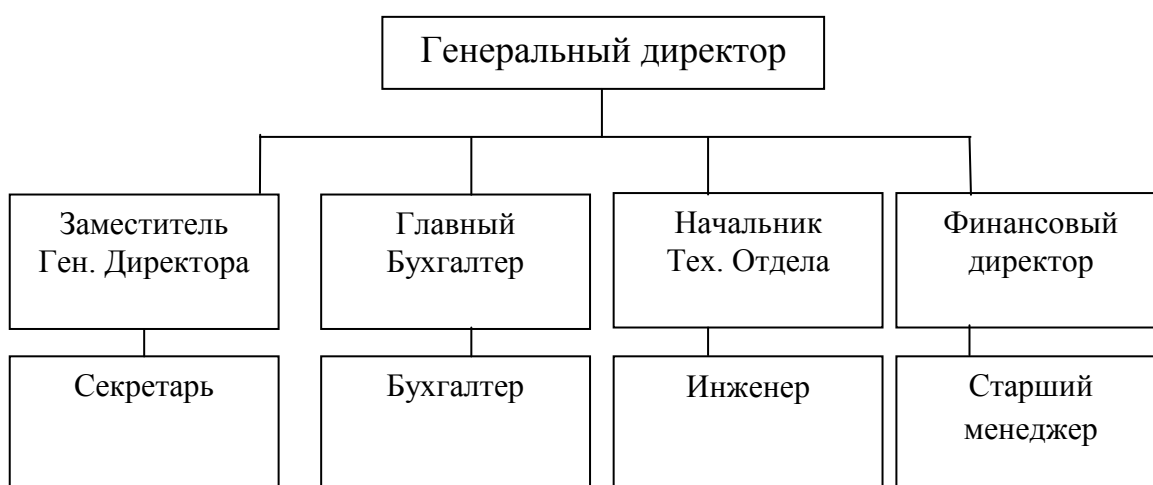 Генеральный директор
Заместитель
Ген. Директора
Главный
Бухгалтер
Начальник
Тех. Отдела
Финансовый
директор
Секретарь
Бухгалтер
Инженер
Старший
менеджер